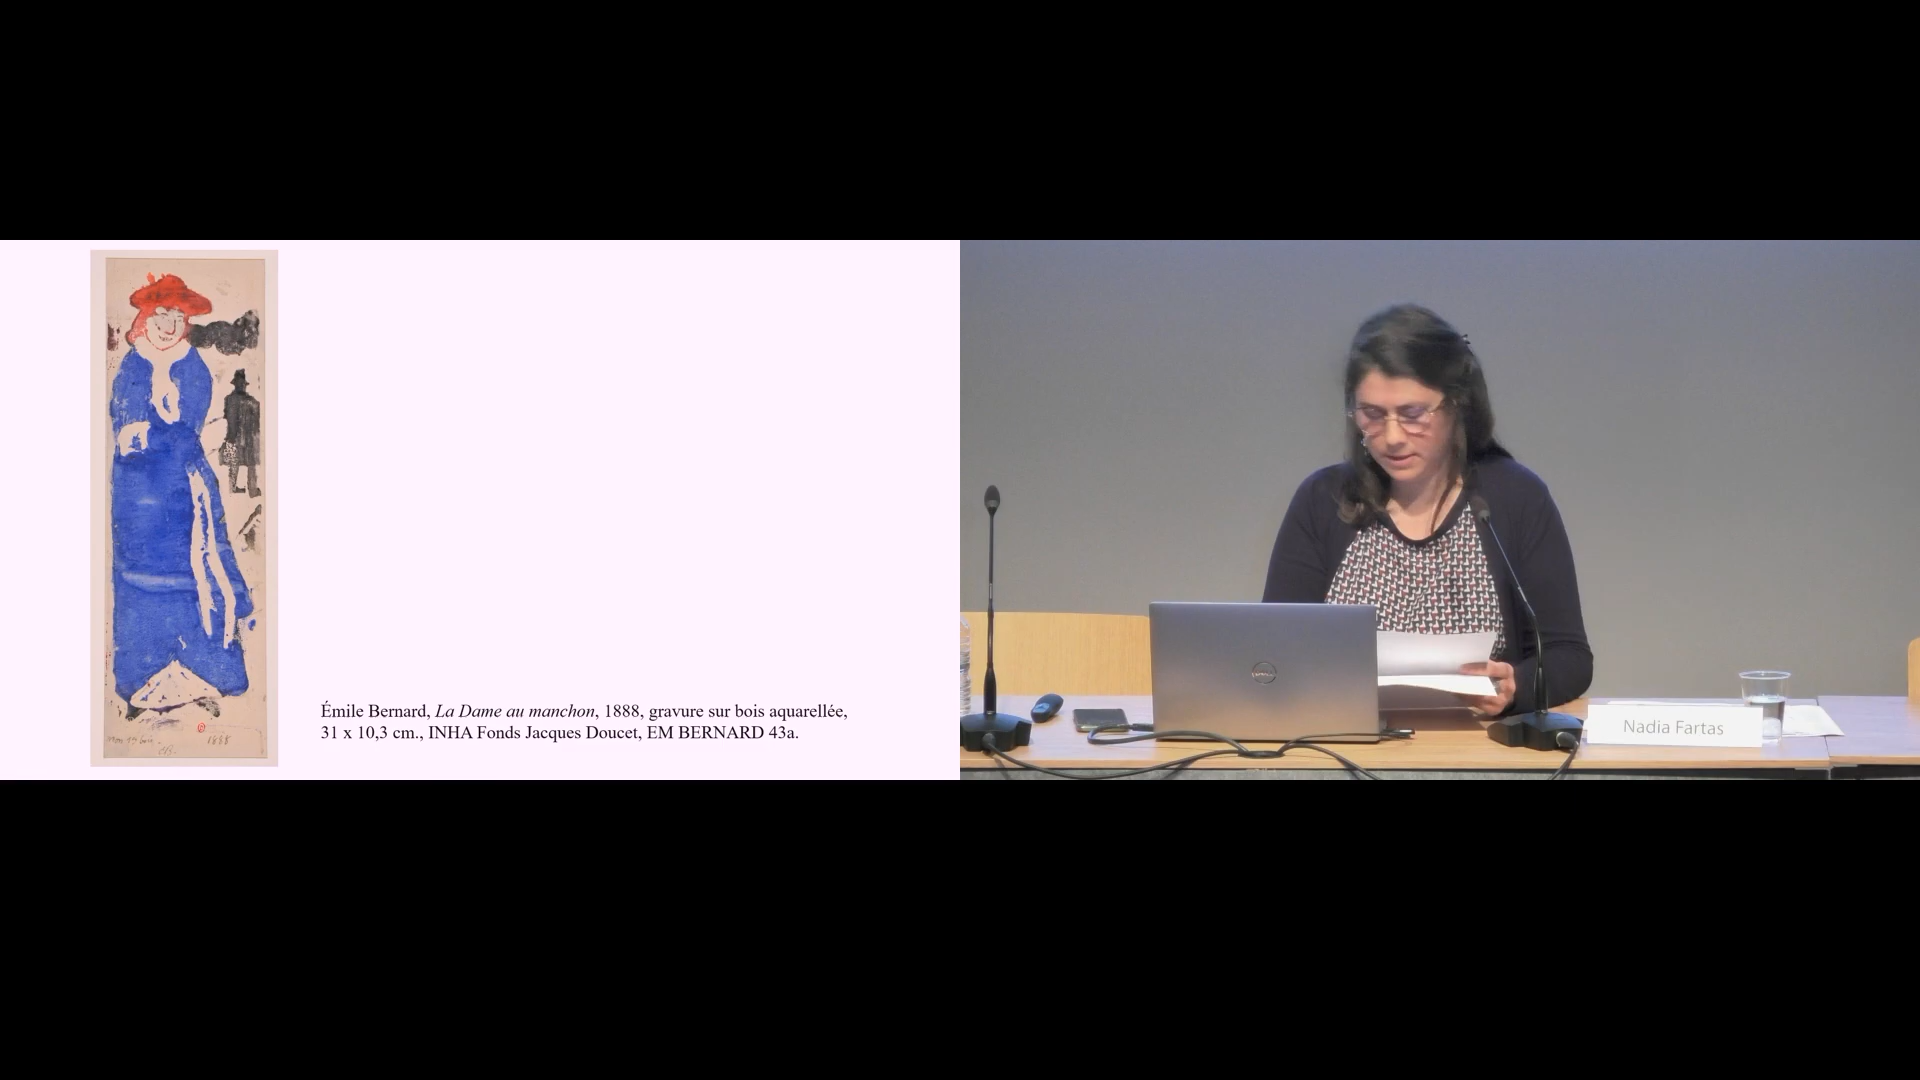 Émile Bernard, La Dame au manchon, 1888, gravure sur bois aquarellée,
31 x 10,3 cm., INHA Fonds Jacques Doucet, EM BERNARD 43a.
1888
DELL
Nadia Fartas